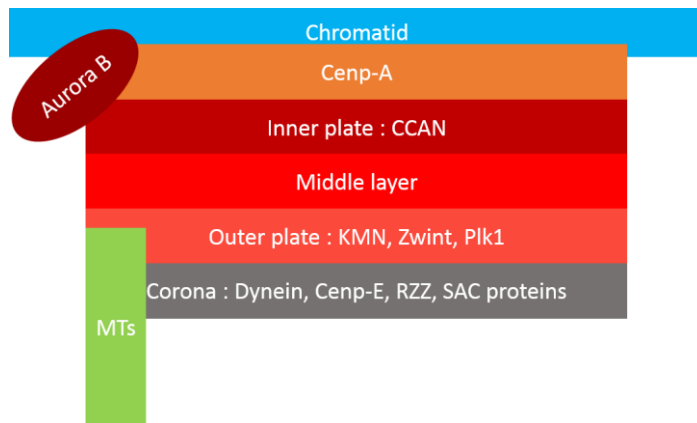 Chromatid
Aurora B
Cenp-A
Inner plate : CCAN
Middle layer
Outer plate : KMN, Zwint, Plk1
Corona : Dynein, Cenp-E, RZZ, SAC proteins
MTs